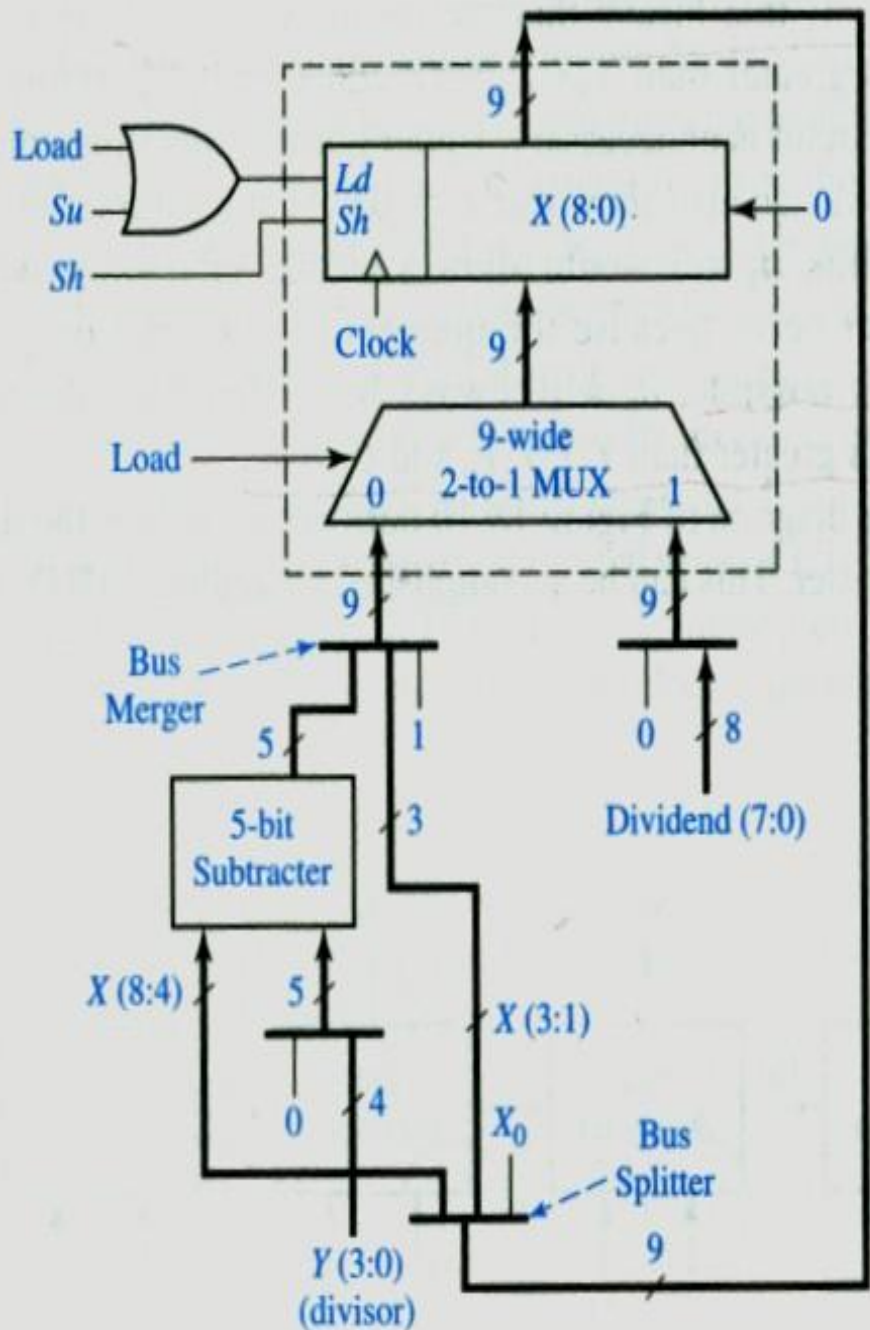 9
Load
Su
Sh
Ld
Sh
X (8:0)
0
Clock
9
Load
9-wide
2-to-1 MUX
0
1
9
9
Bus
Merger
5
1
3
0
8
Dividend (7:0)
5-bit
Subtracter
X (8:4)
5
X (3:1)
0
4
X0
Bus
Splitter
Y (3:0)
(divisor)
9